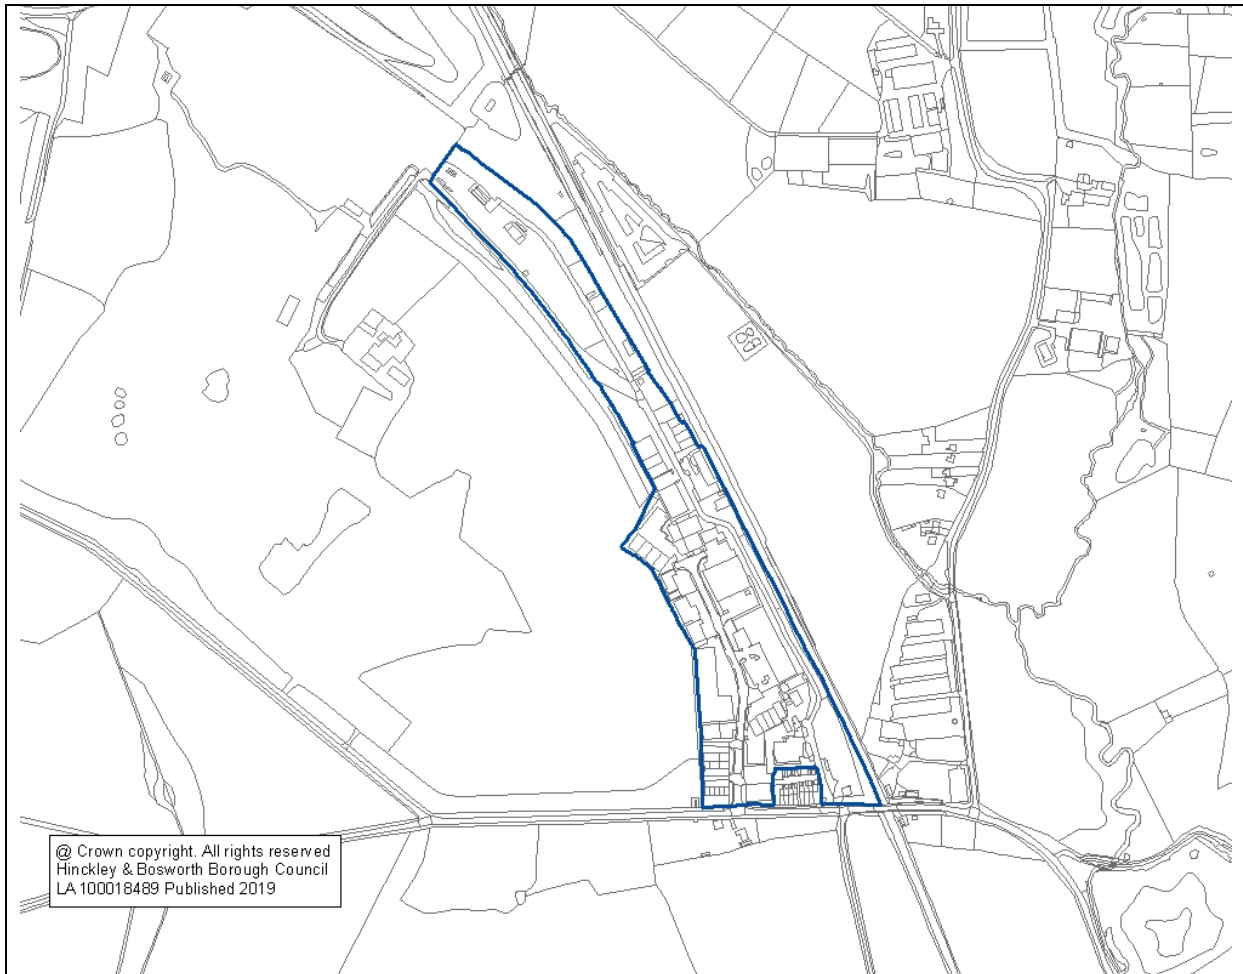 @ Crown copyright. All rights reserved
Hinckley & Bosworth Borough Council
LA 100018489 Published 2019